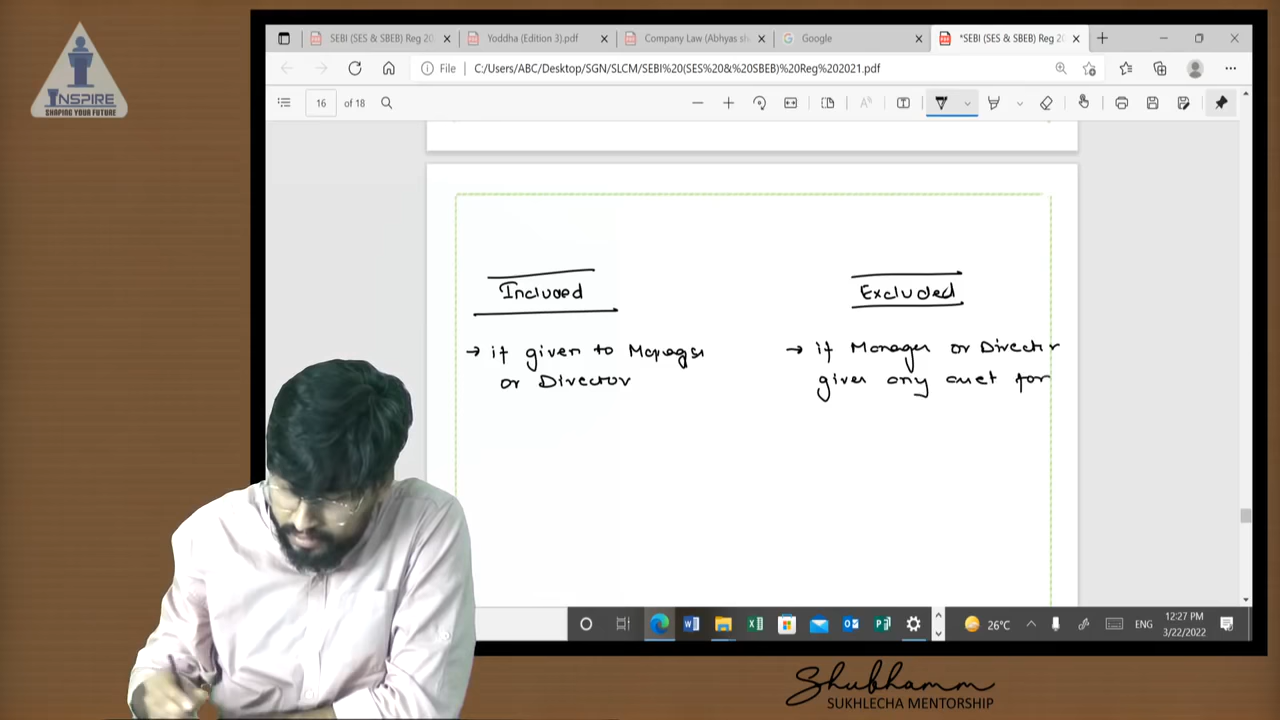 INSPIRE
SHAPING YOUR FUTURE
SEBI (SES & SBEB) Reg 20
Yoddha (Edition 3).pdf
Company Law (Abhyas sh
Google
*SEBI (SES & SBEB) Reg 20
File
C:/Users/ABC/Desktop/SGN/SLCM/SEBI%20(SES%20&%20SBEB)%20Reg%202021.pdf
16 of 18
Included
Excluded
→ if given to Manager
or Director
→ if Manager or Director
given any amt for
26°C
ENG
12:27 PM
3/22/2022
Shubhamm
SUKHLECHA MENTORSHIP